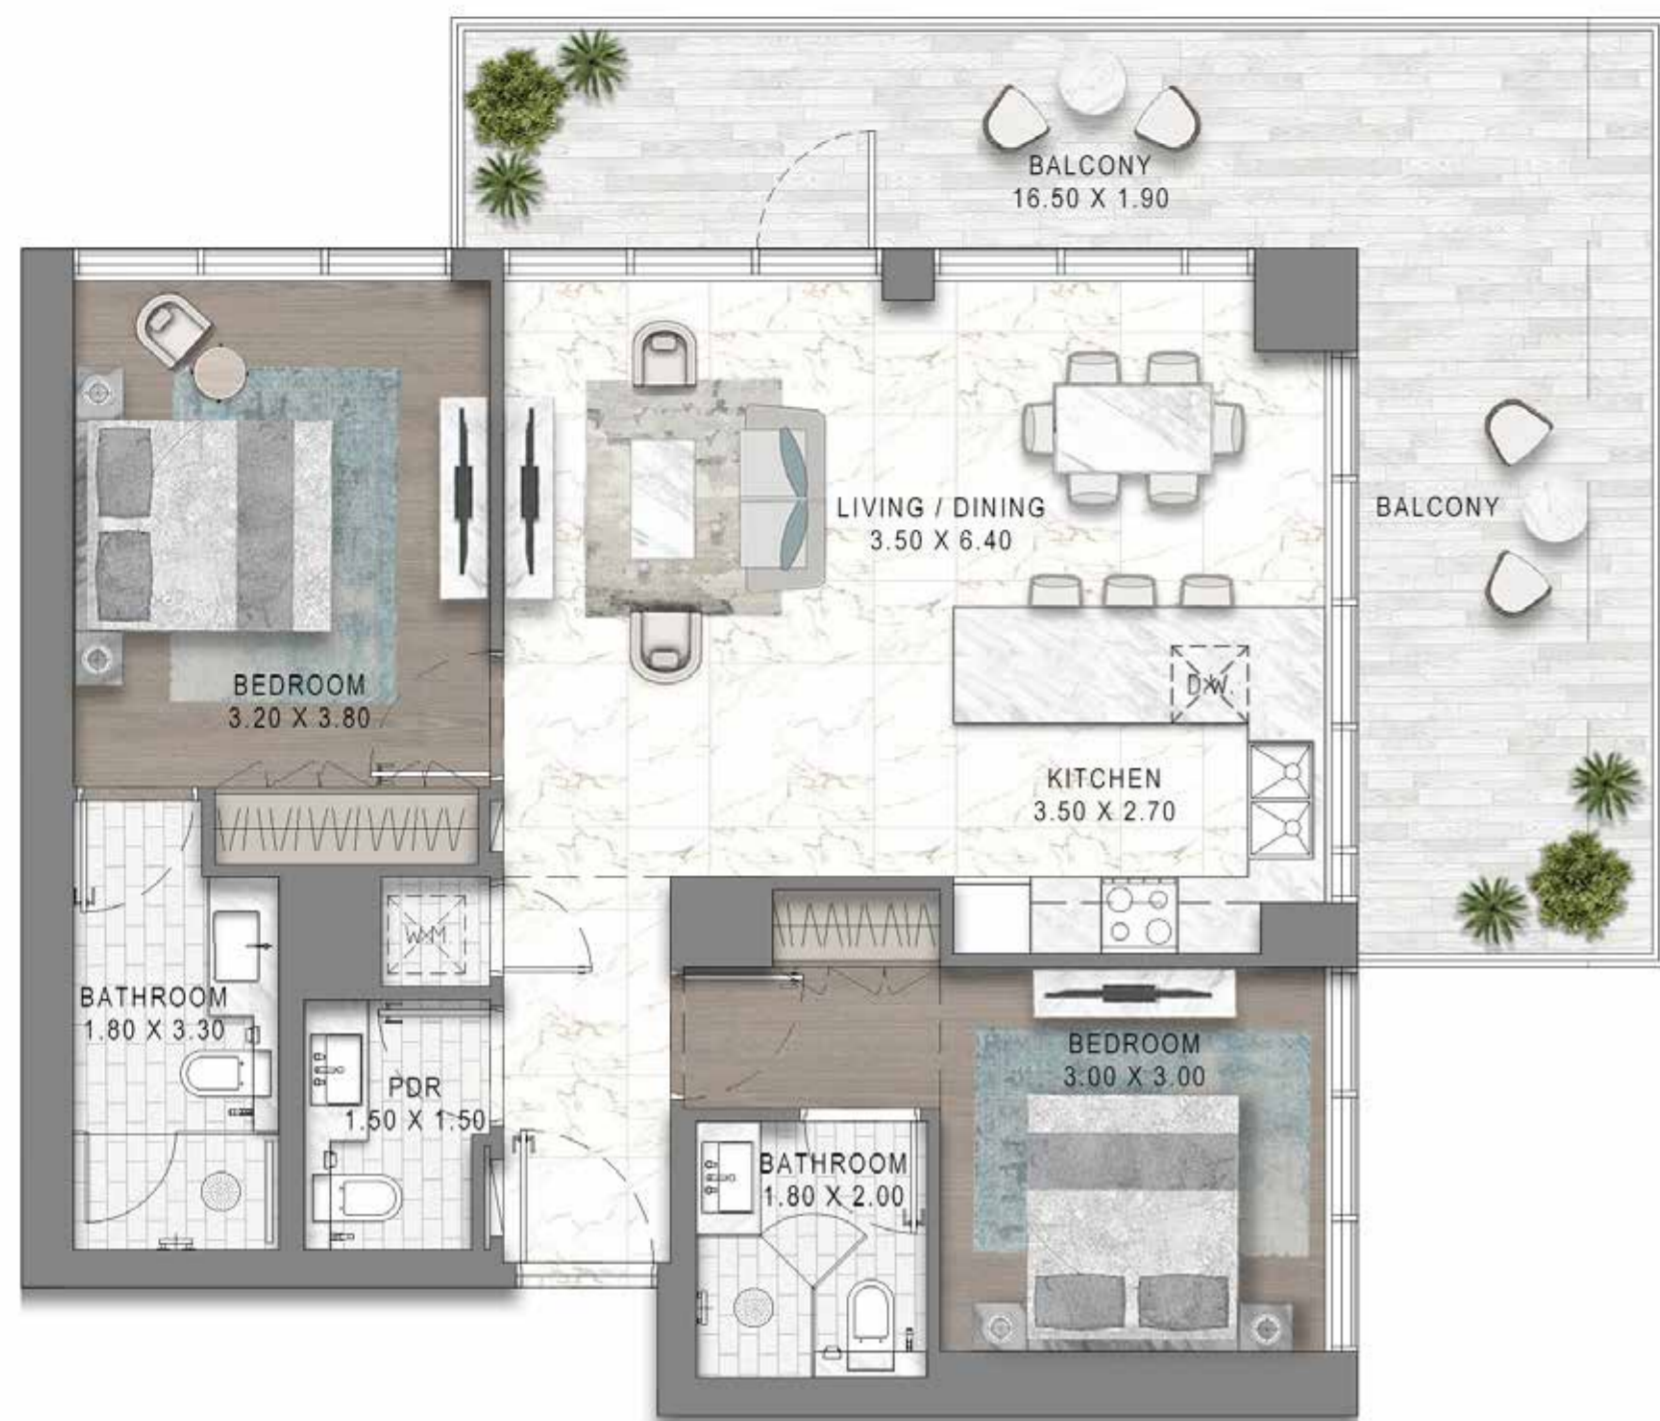 BALCONY
16.50 X 1.90
LIVING / DINING
3.50 X 6.40
BALCONY
BEDROOM
3.20 X 3.80
D.W.
KITCHEN
3.50 X 2.70
W.M
BATHROOM
1.80 X 3.30
PDR
1.50 X 1.50
BEDROOM
3.00 X 3.00
BATHROOM
1.80 X 2.00